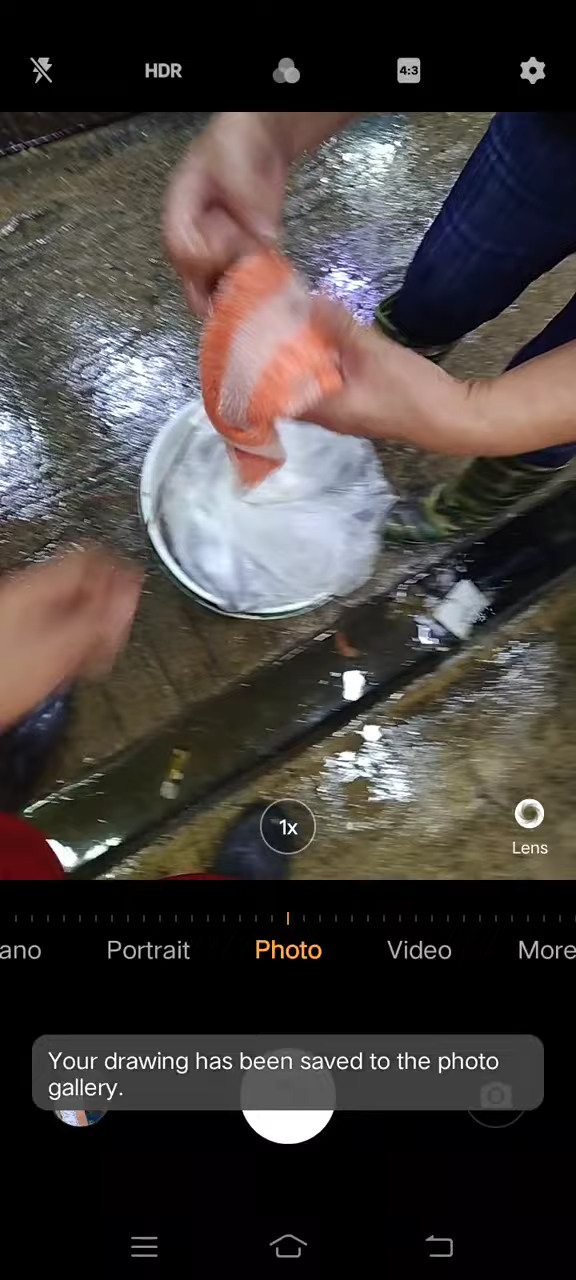 HDR
4:3
1x
Lens
ano
Portrait
Photo
Video
More
Your drawing has been saved to the photo
gallery.